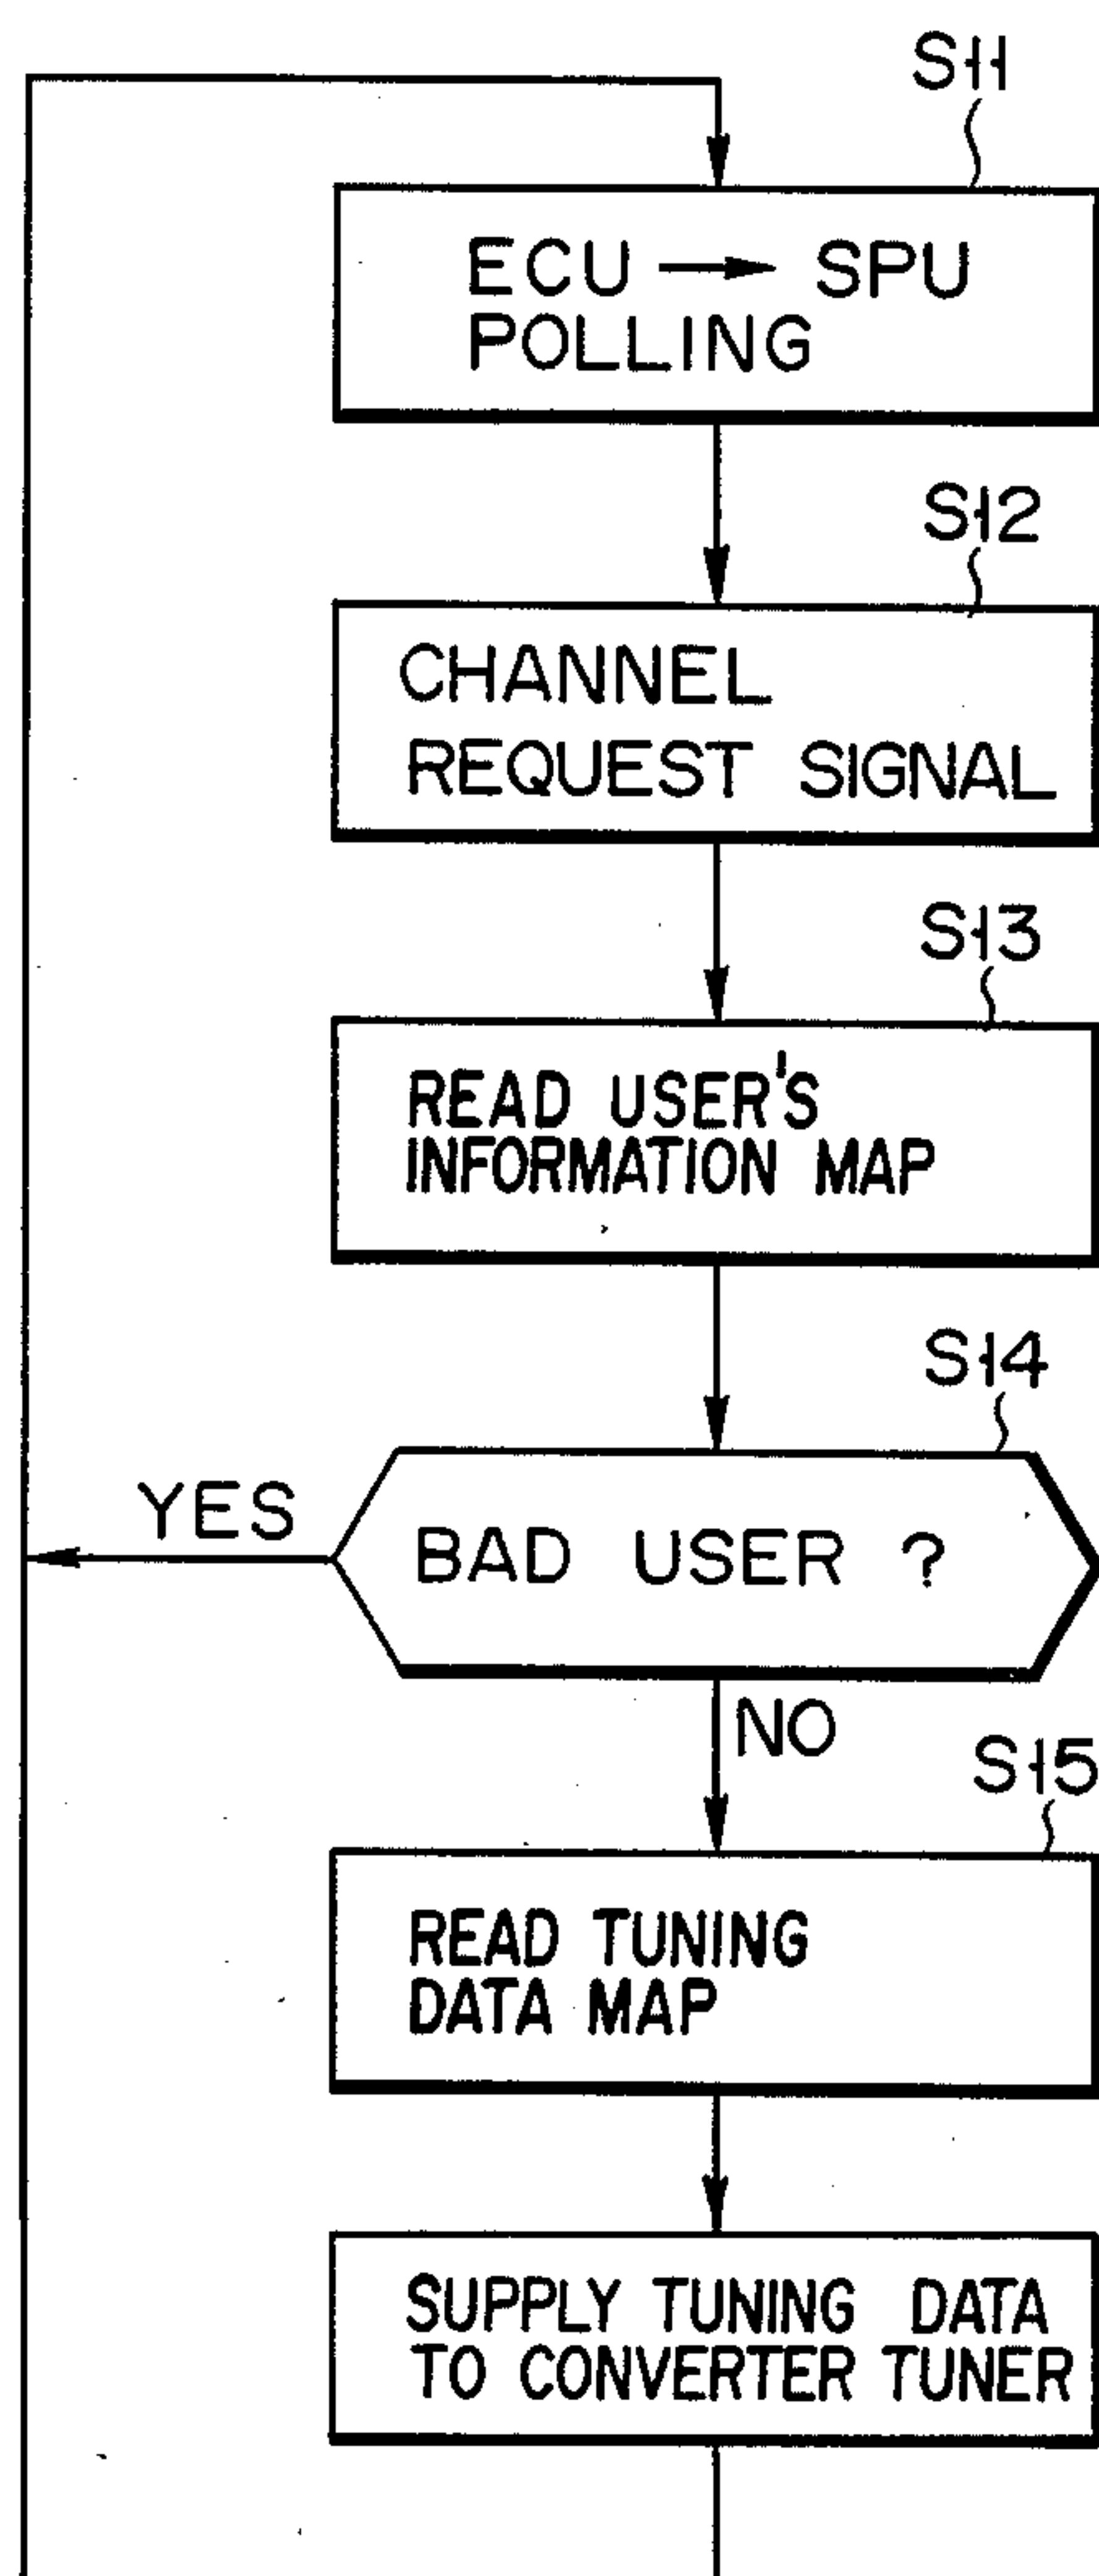 S11
ECU → SPU
POLLING
S12
CHANNEL
REQUEST SIGNAL
S13
READ USER'S
INFORMATION MAP
S14
YES
BAD USER ?
NO
S15
READ TUNING
DATA MAP
SUPPLY TUNING DATA
TO CONVERTER TUNER